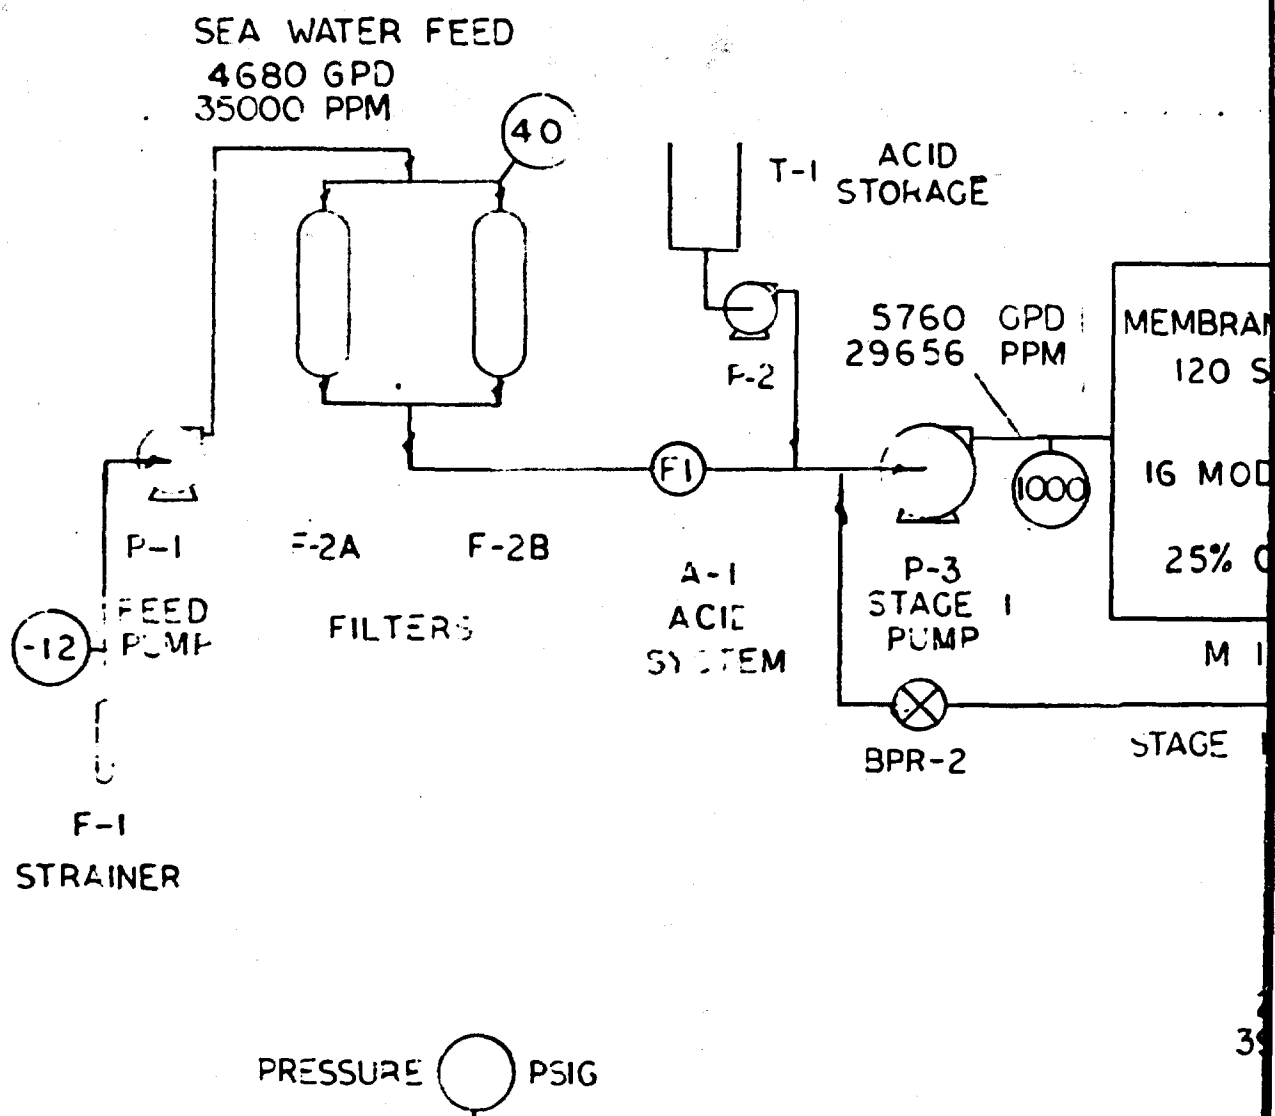 SEA WATER FEED
4680 GPD
35000 PPM
40
T-1
ACID
STORAGE
5760 GPD
29656 PPM
P-2
MEMBRAN
120 S
16 MOD
25%
F1
1000
P-1
FEED
PUMP
F-2A
F-2B
FILTERS
A-1
ACID
SYSTEM
P-3
STAGE 1
PUMP
-12
M 1
BPR-2
STAGE
F-1
STRAINER
PRESSURE
PSIG